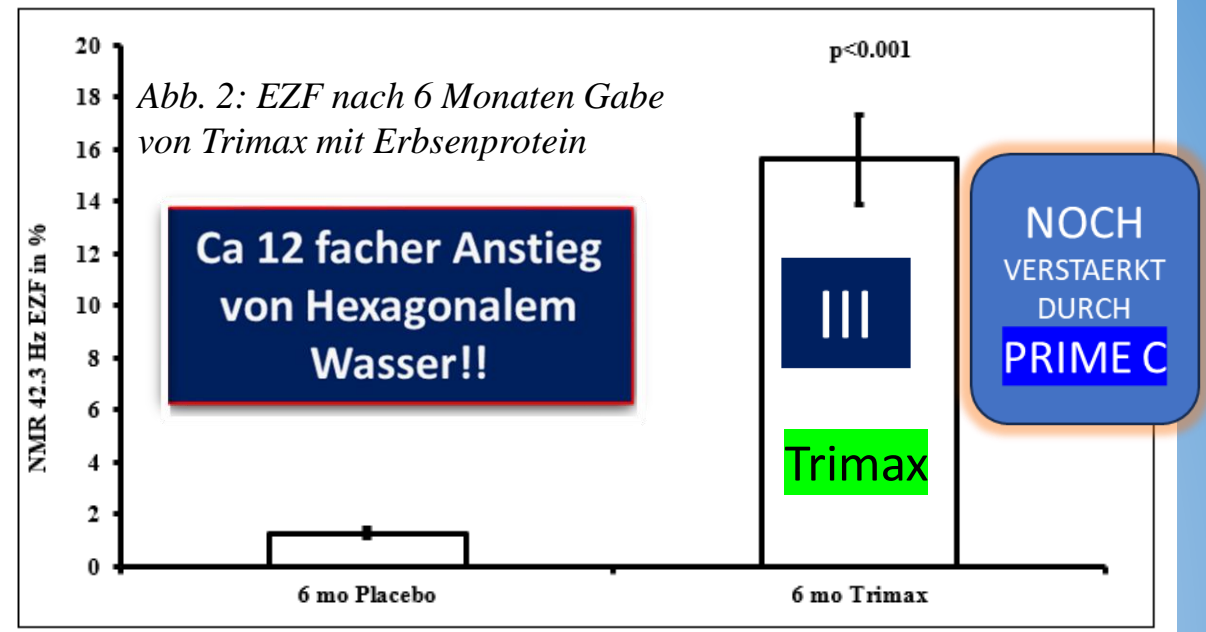 20
18
16
14
12
10
8
6
4
2
0
NMR 42.3 Hz EZF in %
Abb. 2: EZF nach 6 Monaten Gabe
von Trimax mit Erbsenprotein
Ca 12 facher Anstieg
von Hexagonalem
Wasser!!
p<0.001
III
Trimax
NOCH
VERSTAERKT
DURCH
PRIME C
6 mo Placebo
6 mo Trimax